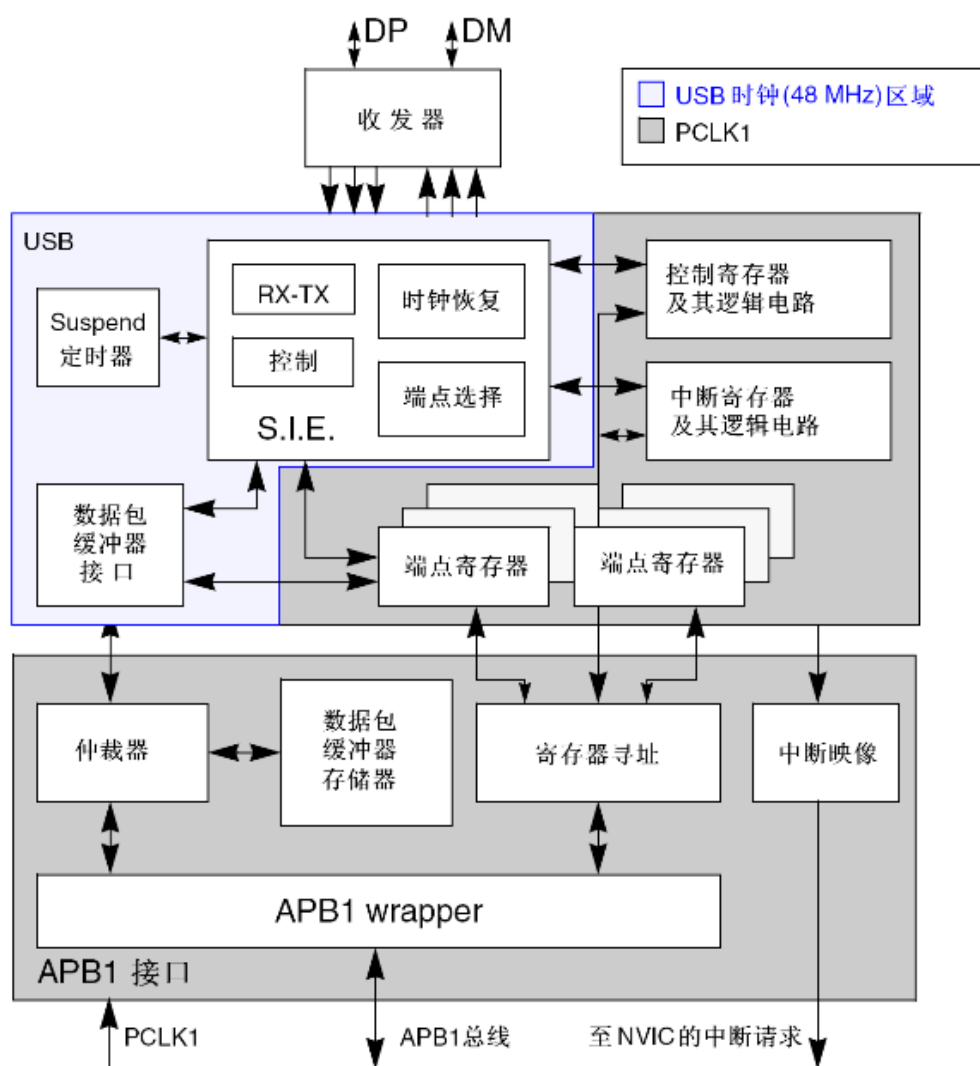 DP DM
收发器
USB 时钟(48 MHz)区域
PCLK1
USB
Suspend
定时器
RX-TX
控制
时钟恢复
端点选择
S.I.E.
控制寄存器
及其逻辑电路
中断寄存器
及其逻辑电路
数据包
缓冲器
接口
端点寄存器
端点寄存器
仲裁器
数据包
缓冲器
存储器
寄存器寻址
中断映像
APB1 wrapper
APB1 接口
PCLK1
APB1总线
至NVIC的中断请求